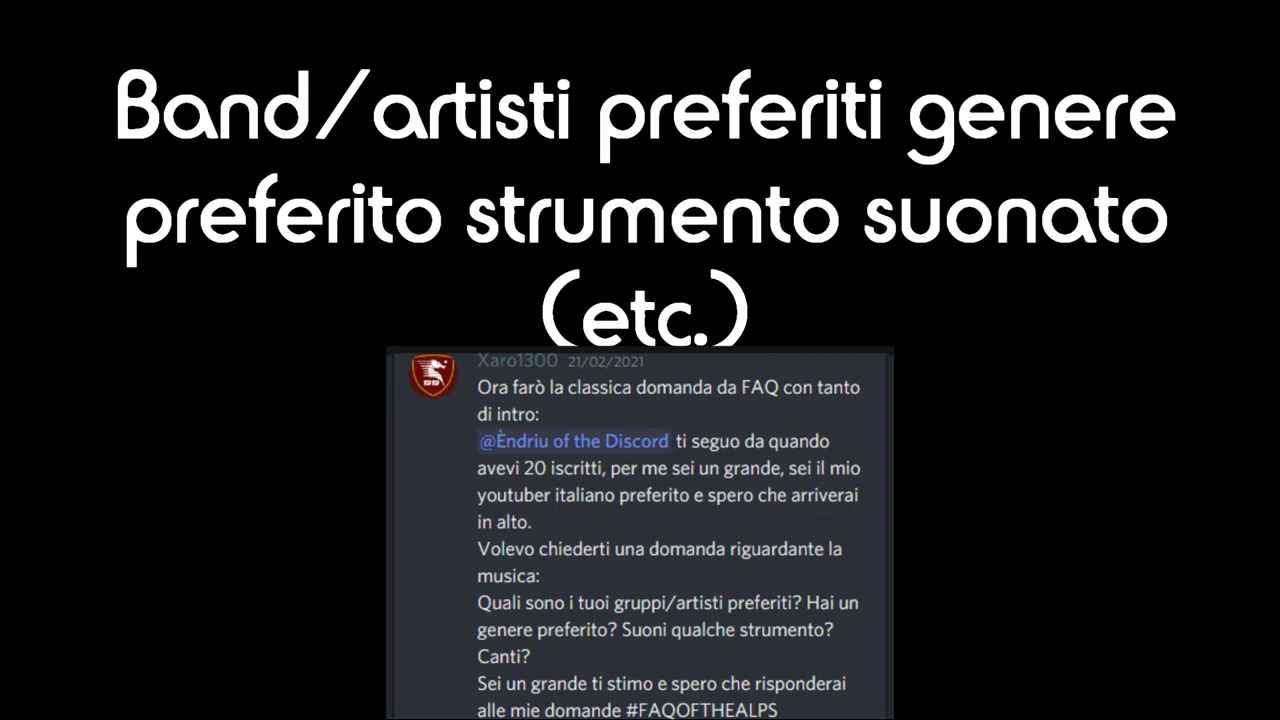 Band/artisti preferiti genere
preferito strumento suonato
(etc.)
Xaro1300 21/02/2021
1919
Ora farò la classica domanda da FAQ con tanto
di intro:
@Èndriu of the Discord ti seguo da quando
avevi 20 iscritti, per me sei un grande, sei il mio
youtuber italiano preferito e spero che arriverai
in alto.
Volevo chiederti una domanda riguardante la
musica:
Quali sono i tuoi gruppi/artisti preferiti? Hai un
genere preferito? Suoni qualche strumento?
Canti?
Sei un grande ti stimo e spero che risponderai
alle mie domande #FAQOFTHEALPS